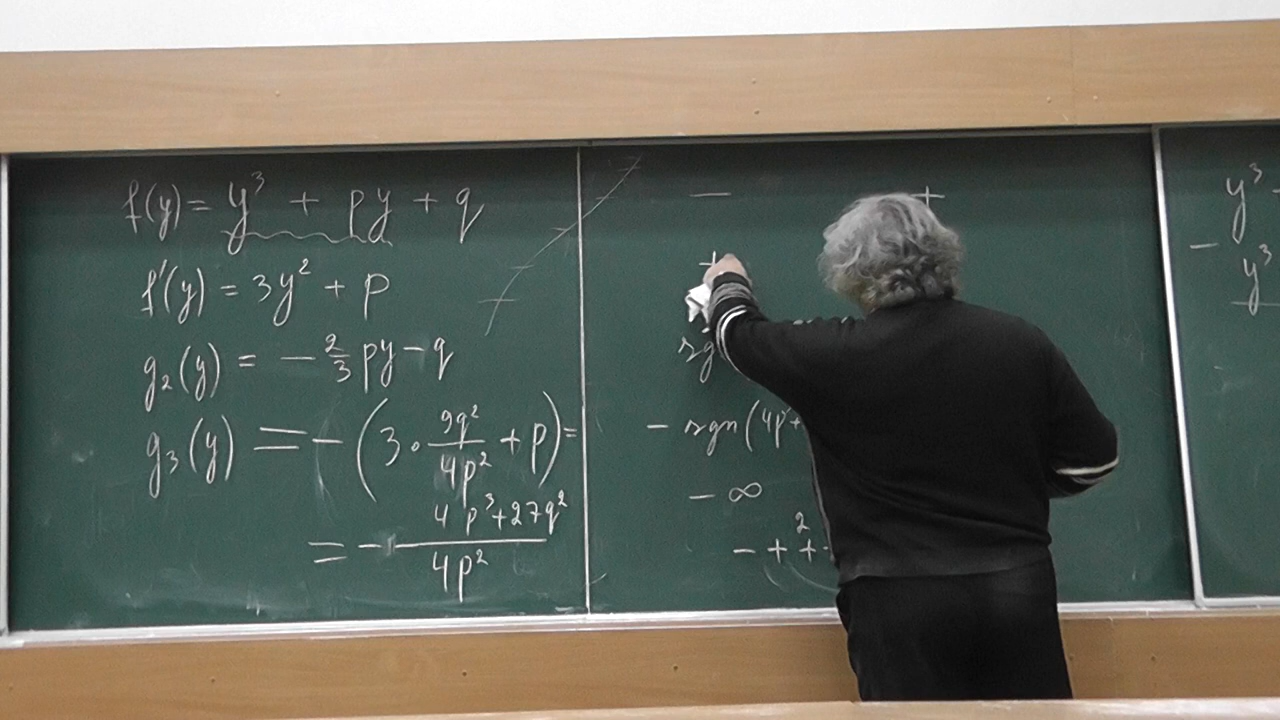 f(y) = y³ + py + q
f'(y) = 3y² + p
g₂(y) = - 2/3 py - q
g₃(y) = - (3 · 9q²/4p² + p) =
= - (4p³ + 27q²)/4p²
- +
+
sg
- sgn(4p³+
- ∞
- + 2 +
y³
- y³